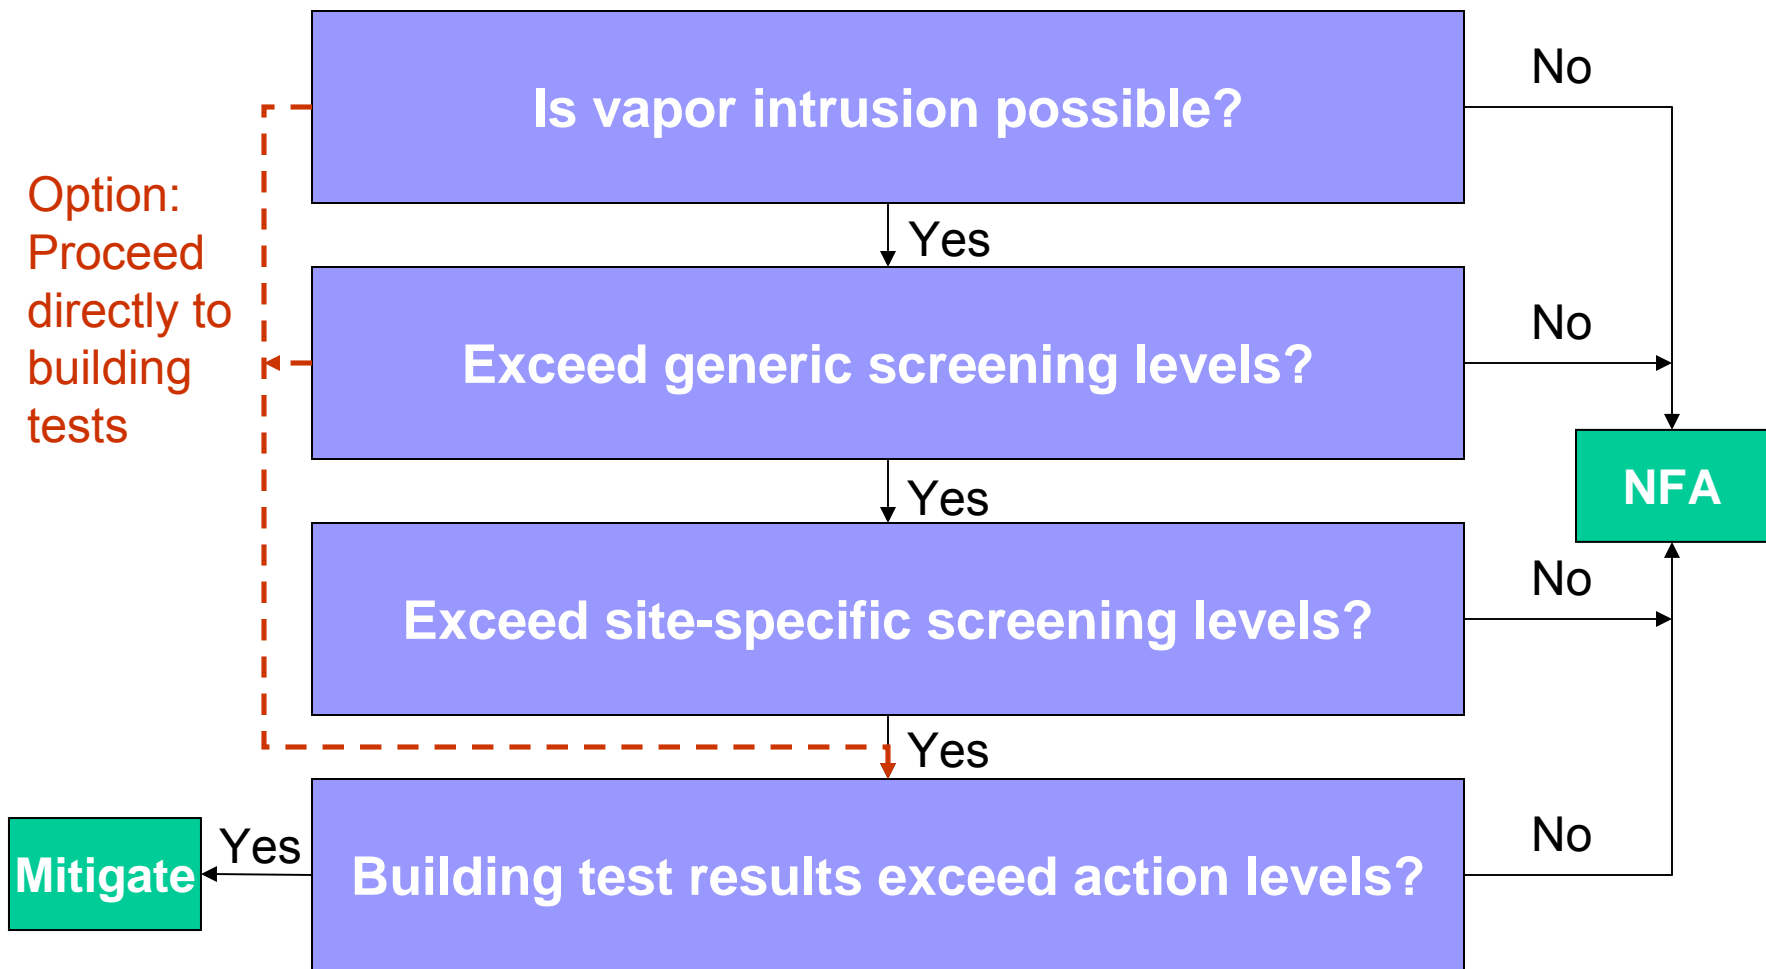 Is vapor intrusion possible?
No
Option:
Proceed
directly to
building
tests
Yes
Exceed generic screening levels?
No
Yes
NFA
Exceed site-specific screening levels?
No
Yes
Mitigate
Yes
Building test results exceed action levels?
No